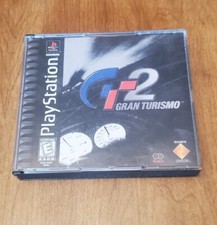 PlayStation
GT2
GRAN TURISMO
E